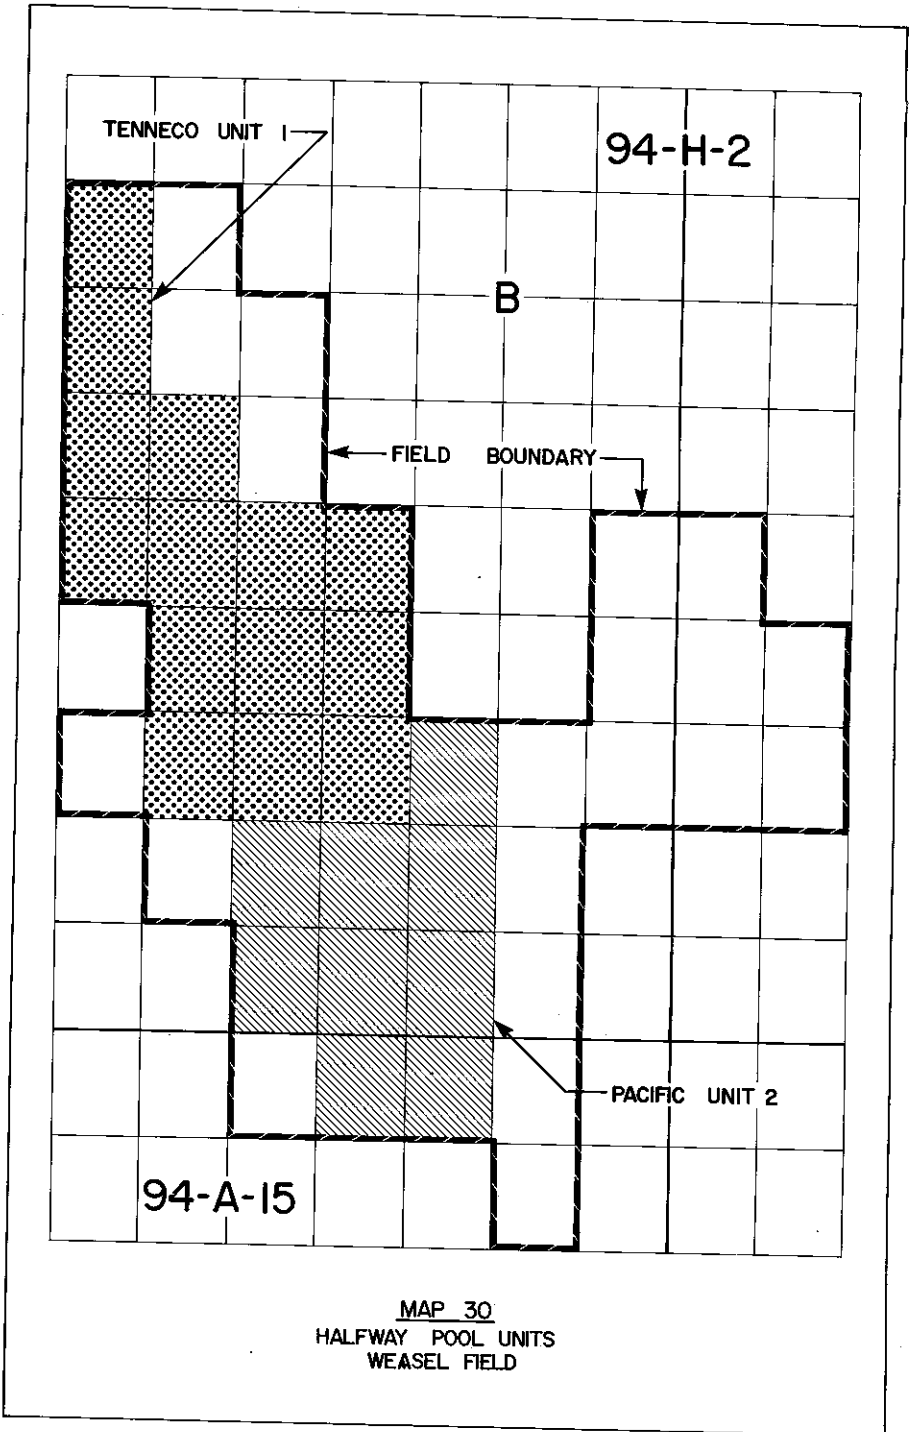 TENNECO UNIT 1
94-H-2
B
FIELD BOUNDARY
PACIFIC UNIT 2
94-A-15
MAP 30
HALFWAY POOL UNITS
WEASEL FIELD